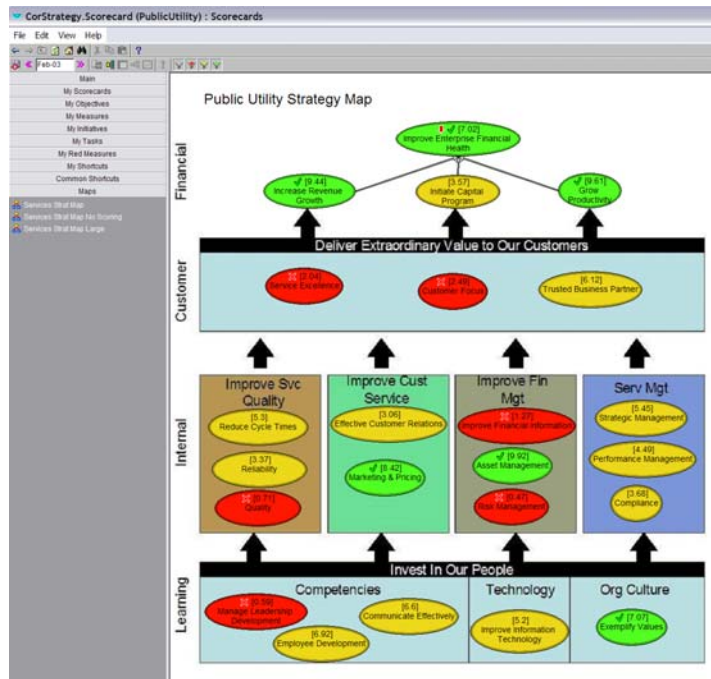 CorStrategy.Scorecard (PublicUtility) : Scorecards
File Edit View Help
Feb-03
Main
My Scorecards
My Objectives
My Measures
My Initiatives
My Tasks
My Red Measures
My Shortcuts
Common Shortcuts
Maps
Services Strat Map
Services Strat Map No Scoring
Services Strat Map Large
Public Utility Strategy Map
Financial
[7.02]
Improve Enterprise Financial
Health
[9.44]
Increase Revenue
Growth
[3.57]
Initiate Capital
Program
[9.61]
Grow
Productivity
Deliver Extraordinary Value to Our Customers
Customer
[2.04]
Service Excellence
[2.49]
Customer Focus
[6.12]
Trusted Business Partner
Internal
Improve Svc
Quality
[5.3]
Reduce Cycle Times
[3.37]
Reliability
[0.71]
Quality
Improve Cust
Service
[3.06]
Effective Customer Relations
[8.42]
Marketing & Pricing
Improve Fin
Mgt
[1.27]
Improve Financial Information
[9.92]
Asset Management
[0.47]
Risk Management
Serv Mgt
[5.45]
Strategic Management
[4.49]
Performance Management
[3.68]
Compliance
Invest In Our People
Learning
Competencies
[0.59]
Manage Leadership
Development
[6.92]
Employee Development
[6.6]
Communicate Effectively
Technology
[5.2]
Improve Information
Technology
Org Culture
[7.07]
Exemplify Values